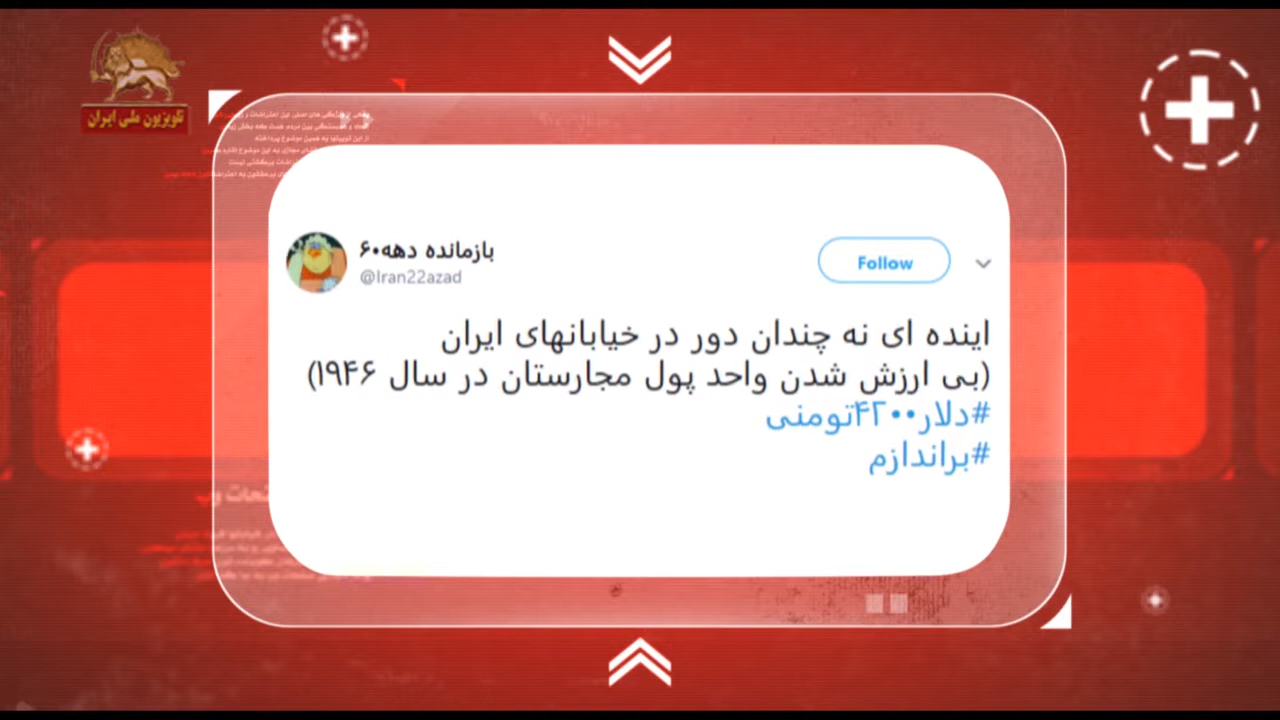 تلویزیون ملی ایران
بازمانده دهه۶۰
@Iran22azad
Follow
اینده ای نه چندان دور در خیابانهای ایران
(بی ارزش شدن واحد پول مجارستان در سال ۱۹۴۶)
#دلار۴۲۰۰تومنی
#براندازم